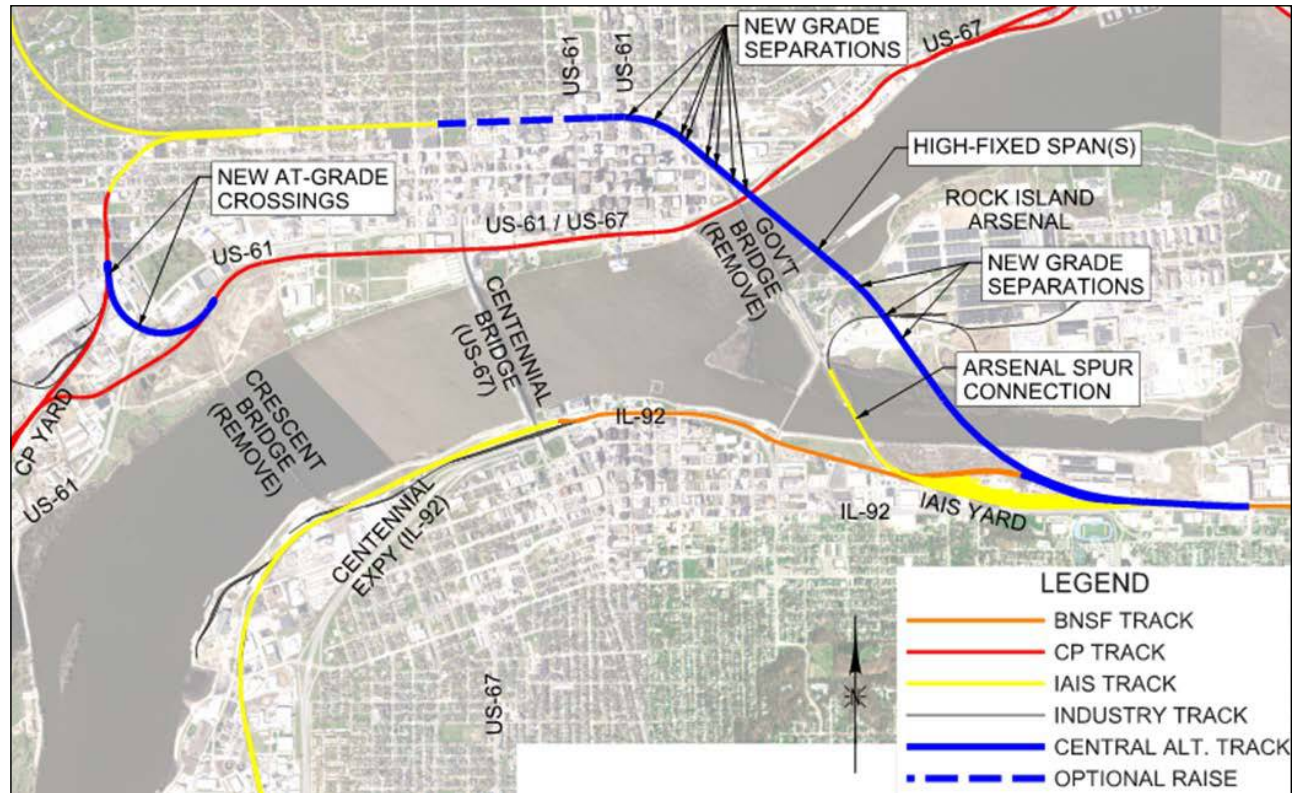 US-61
US-61
NEW GRADE
SEPARATIONS
US-67
HIGH-FIXED SPAN(S)
NEW AT-GRADE
CROSSINGS
ROCK ISLAND
ARSENAL
US-61 / US-67
US-61
GOV'T
BRIDGE
(REMOVE)
NEW GRADE
SEPARATIONS
CENTENNIAL
BRIDGE
(US-67)
ARSENAL SPUR
CONNECTION
CRESCENT
BRIDGE
(REMOVE)
CP YARD
US-61
IL-92
CENTENNIAL
EXPY (IL-92)
IL-92
IAIS YARD
US-67
N
LEGEND
BNSF TRACK
CP TRACK
IAIS TRACK
INDUSTRY TRACK
CENTRAL ALT. TRACK
OPTIONAL RAISE